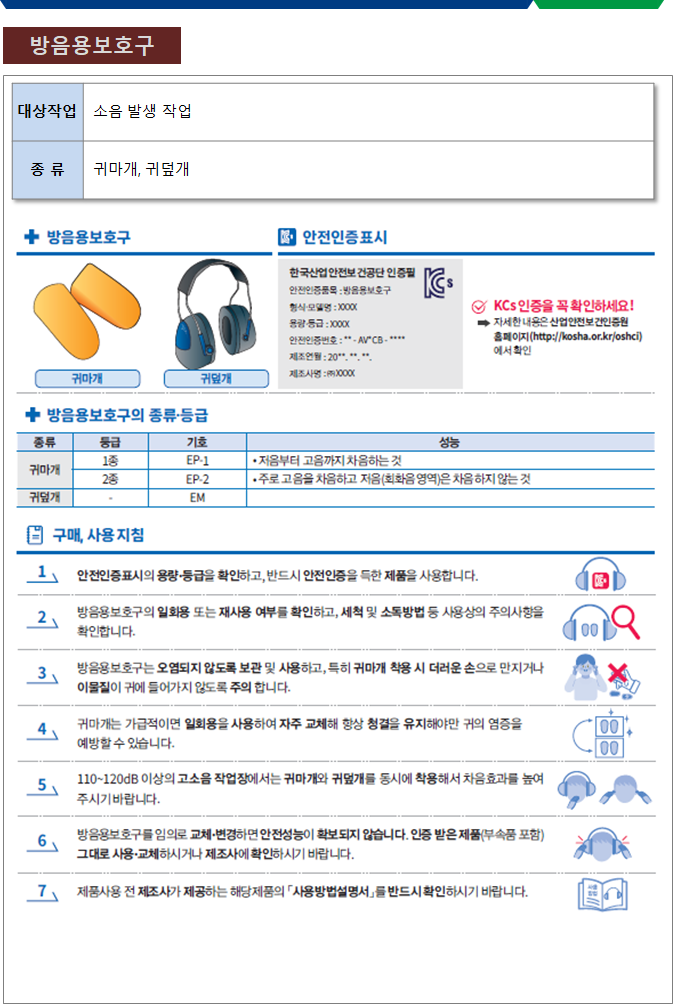 방음용보호구
대상작업 소음 발생 작업
종 류 귀마개, 귀덮개
방음용보호구
안전인증표시
한국산업안전보건공단 인증필
안전인증품목 : 방음용보호구
형식·모델명 : XXXX
용량·등급 : XXXX
안전인증번호 : ** - AV*CB - ****
제조연월 : 20**. **. **.
제조사명 : ㈜XXXX
KCs
KCs 인증을 꼭 확인하세요!
자세한 내용은 산업안전보건인증원
홈페이지(http://kosha.or.kr/oshci)
에서 확인
귀마개
귀덮개
방음용보호구의 종류·등급
종류 등급 기호 성능
귀마개 1종 EP-1 • 저음부터 고음까지 차음하는 것
2종 EP-2 • 주로 고음을 차음하고 저음(회화음영역)은 차음하지 않는 것
귀덮개 - EM
구매, 사용 지침
1 안전인증표시의 용량·등급을 확인하고, 반드시 안전인증을 득한 제품을 사용합니다.
2 방음용보호구의 일회용 또는 재사용 여부를 확인하고, 세척 및 소독방법 등 사용상의 주의사항을
확인합니다.
3 방음용보호구는 오염되지 않도록 보관 및 사용하고, 특히 귀마개 착용 시 더러운 손으로 만지거나
이물질이 귀에 들어가지 않도록 주의 합니다.
4 귀마개는 가급적이면 일회용을 사용하여 자주 교체해 항상 청결을 유지해야만 귀의 염증을
예방할 수 있습니다.
5 110~120dB 이상의 고소음 작업장에서는 귀마개와 귀덮개를 동시에 착용해서 차음효과를 높여
주시기 바랍니다.
6 방음용보호구를 임의로 교체·변경하면 안전성능이 확보되지 않습니다. 인증 받은 제품(부속품 포함)
그대로 사용·교체하시거나 제조사에 확인하시기 바랍니다.
7 제품사용 전 제조사가 제공하는 해당제품의 「사용방법설명서」를 반드시 확인하시기 바랍니다.